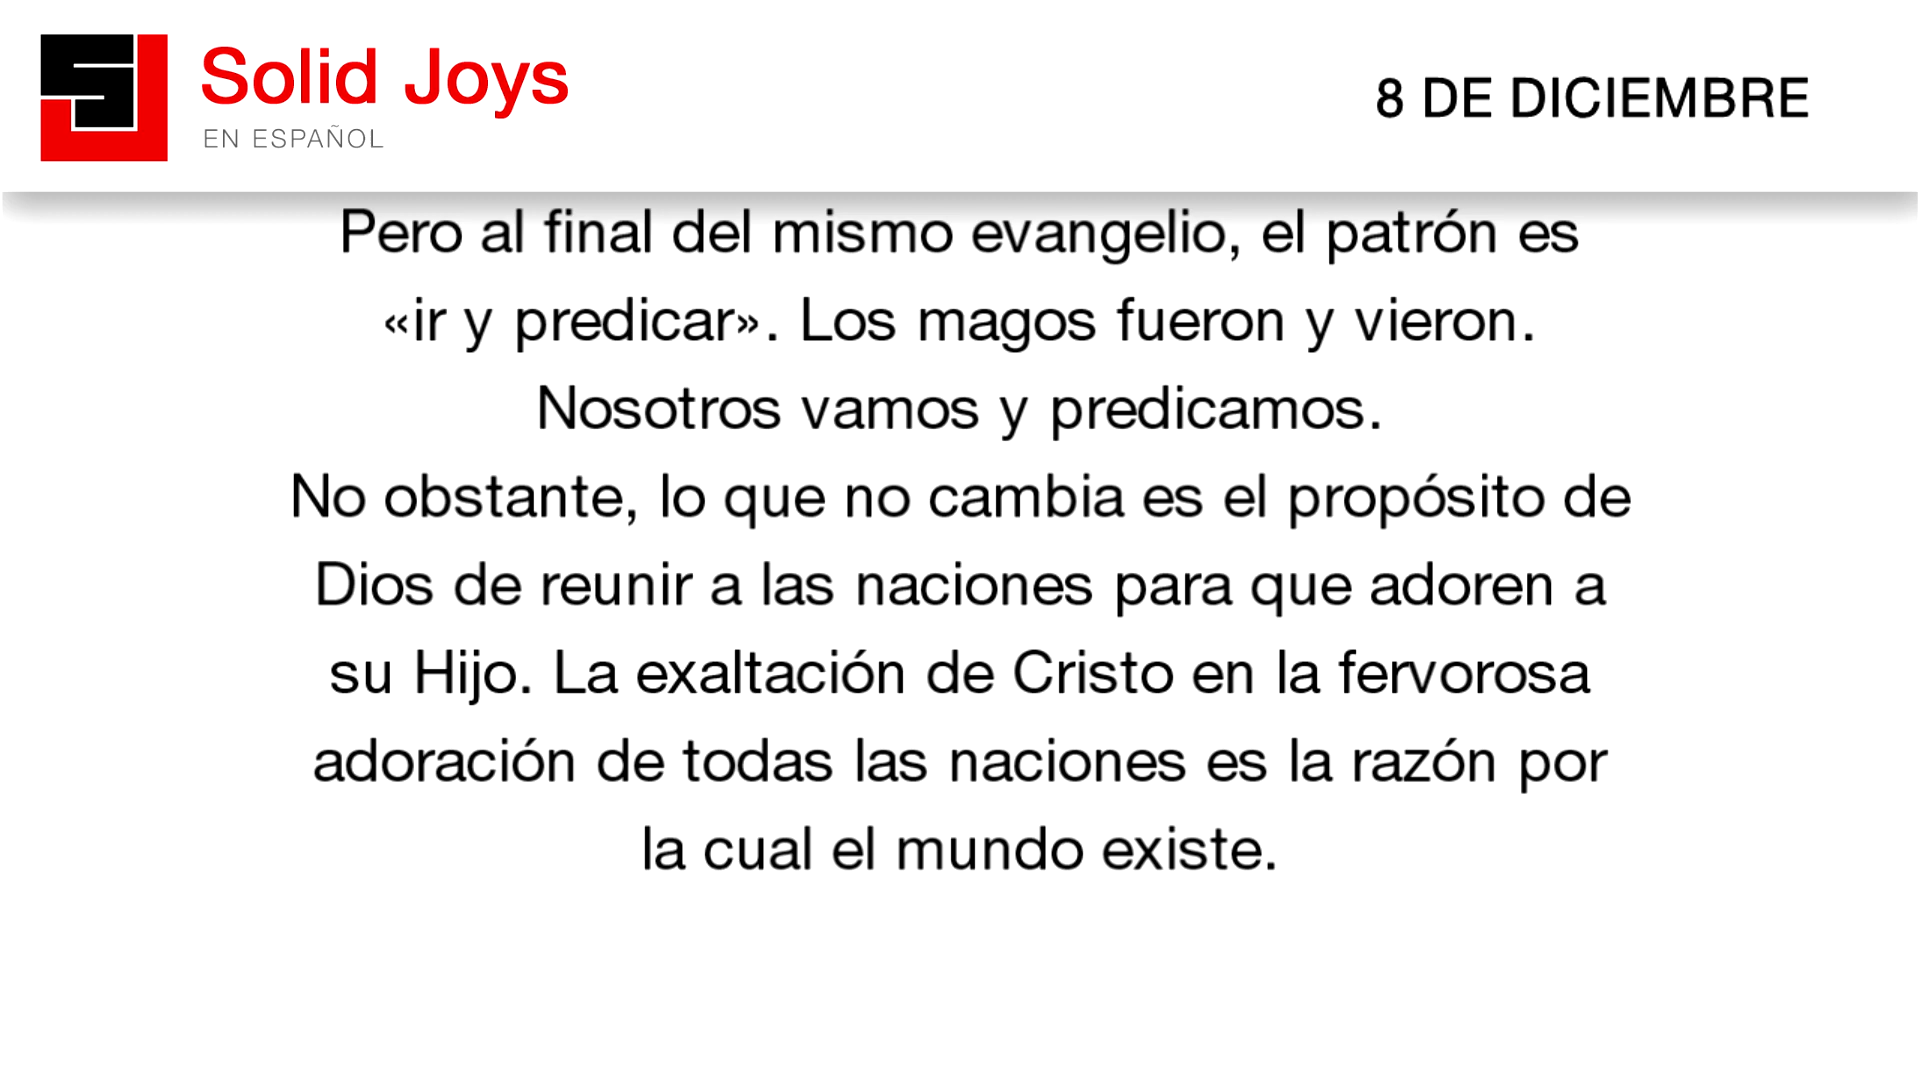 Solid Joys
EN ESPAÑOL
8 DE DICIEMBRE
Pero al final del mismo evangelio, el patrón es
«ir y predicar». Los magos fueron y vieron.
Nosotros vamos y predicamos.
No obstante, lo que no cambia es el propósito de
Dios de reunir a las naciones para que adoren a
su Hijo. La exaltación de Cristo en la fervorosa
adoración de todas las naciones es la razón por
la cual el mundo existe.